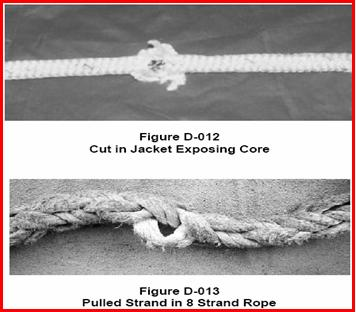 Figure D-012
Cut in Jacket Exposing Core
Figure D-013
Pulled Strand in 8 Strand Rope